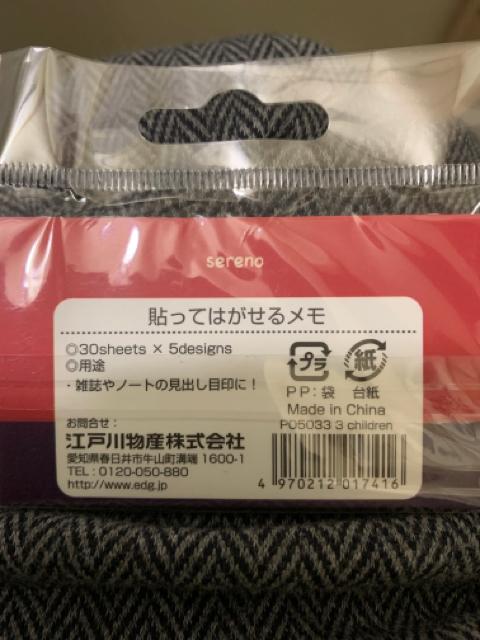 sereno
貼ってはがせるメモ
◎30sheets × 5designs
◎用途
・雑誌やノートの見出し目印に！
プラ
紙
PP：袋
台紙
Made in China
P05033 3 children
お問合せ：
江戸川物産株式会社
愛知県春日井市牛山町濃端 1600-1
TEL：0120-050-880
http://www.edg.jp
4 970212 017416